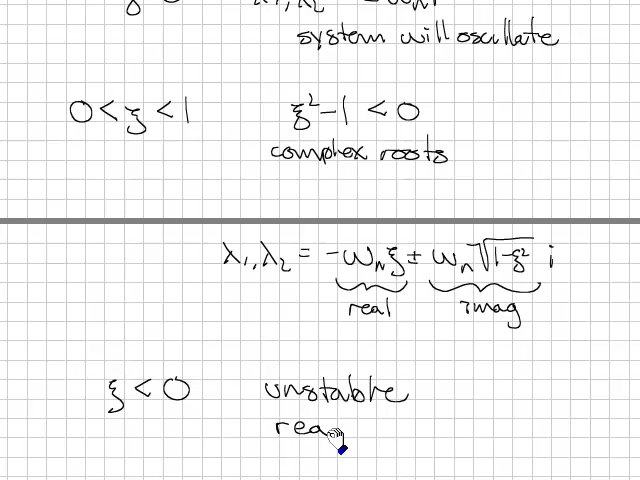 system will oscillate
0 < ξ < 1 ξ² - 1 < 0
complex roots
λ₁, λ₂ = -ωₙξ ± ωₙ√(1-ξ²) i
real imag
ξ < 0 unstable
rea